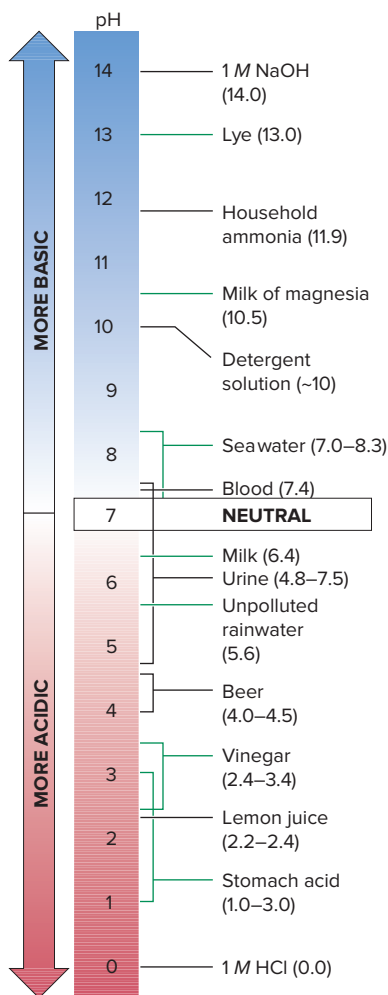 pH
14
1 M NaOH
(14.0)
13
Lye (13.0)
12
Household
ammonia (11.9)
11
Milk of magnesia
(10.5)
10
Detergent
solution (~10)
9
Seawater (7.0–8.3)
8
Blood (7.4)
7
NEUTRAL
Milk (6.4)
6
Urine (4.8–7.5)
Unpolluted
rainwater
(5.6)
5
Beer
(4.0–4.5)
4
Vinegar
(2.4–3.4)
3
Lemon juice
(2.2–2.4)
2
Stomach acid
(1.0–3.0)
1
0
1 M HCl (0.0)
MORE BASIC
MORE ACIDIC